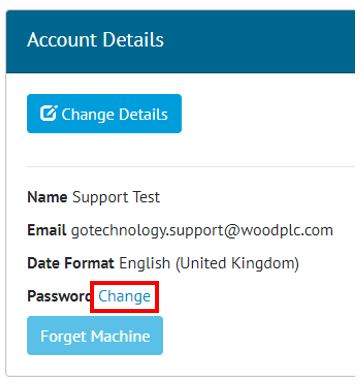 Account Details
Change Details
Name Support Test
Email gotechnology.support@woodplc.com
Date Format English (United Kingdom)
Password Change
Forget Machine